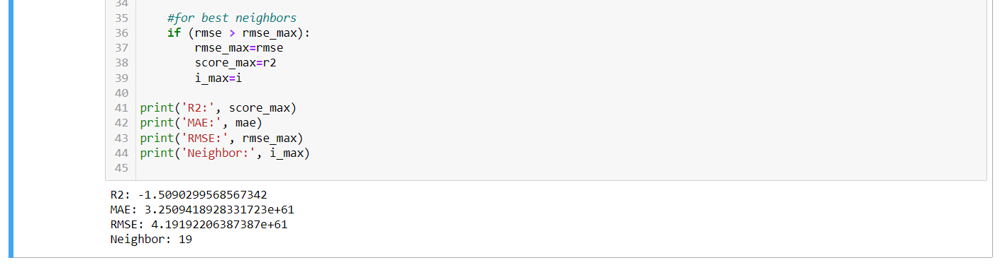 34
35 #for best neighbors
36 if (rmse > rmse_max):
37 rmse_max=rmse
38 score_max=r2
39 i_max=i
40
41 print('R2:', score_max)
42 print('MAE:', mae)
43 print('RMSE:', rmse_max)
44 print('Neighbor:', i_max)
45
R2: -1.5090299568567342
MAE: 3.2509418928331723e+61
RMSE: 4.19192206387387e+61
Neighbor: 19